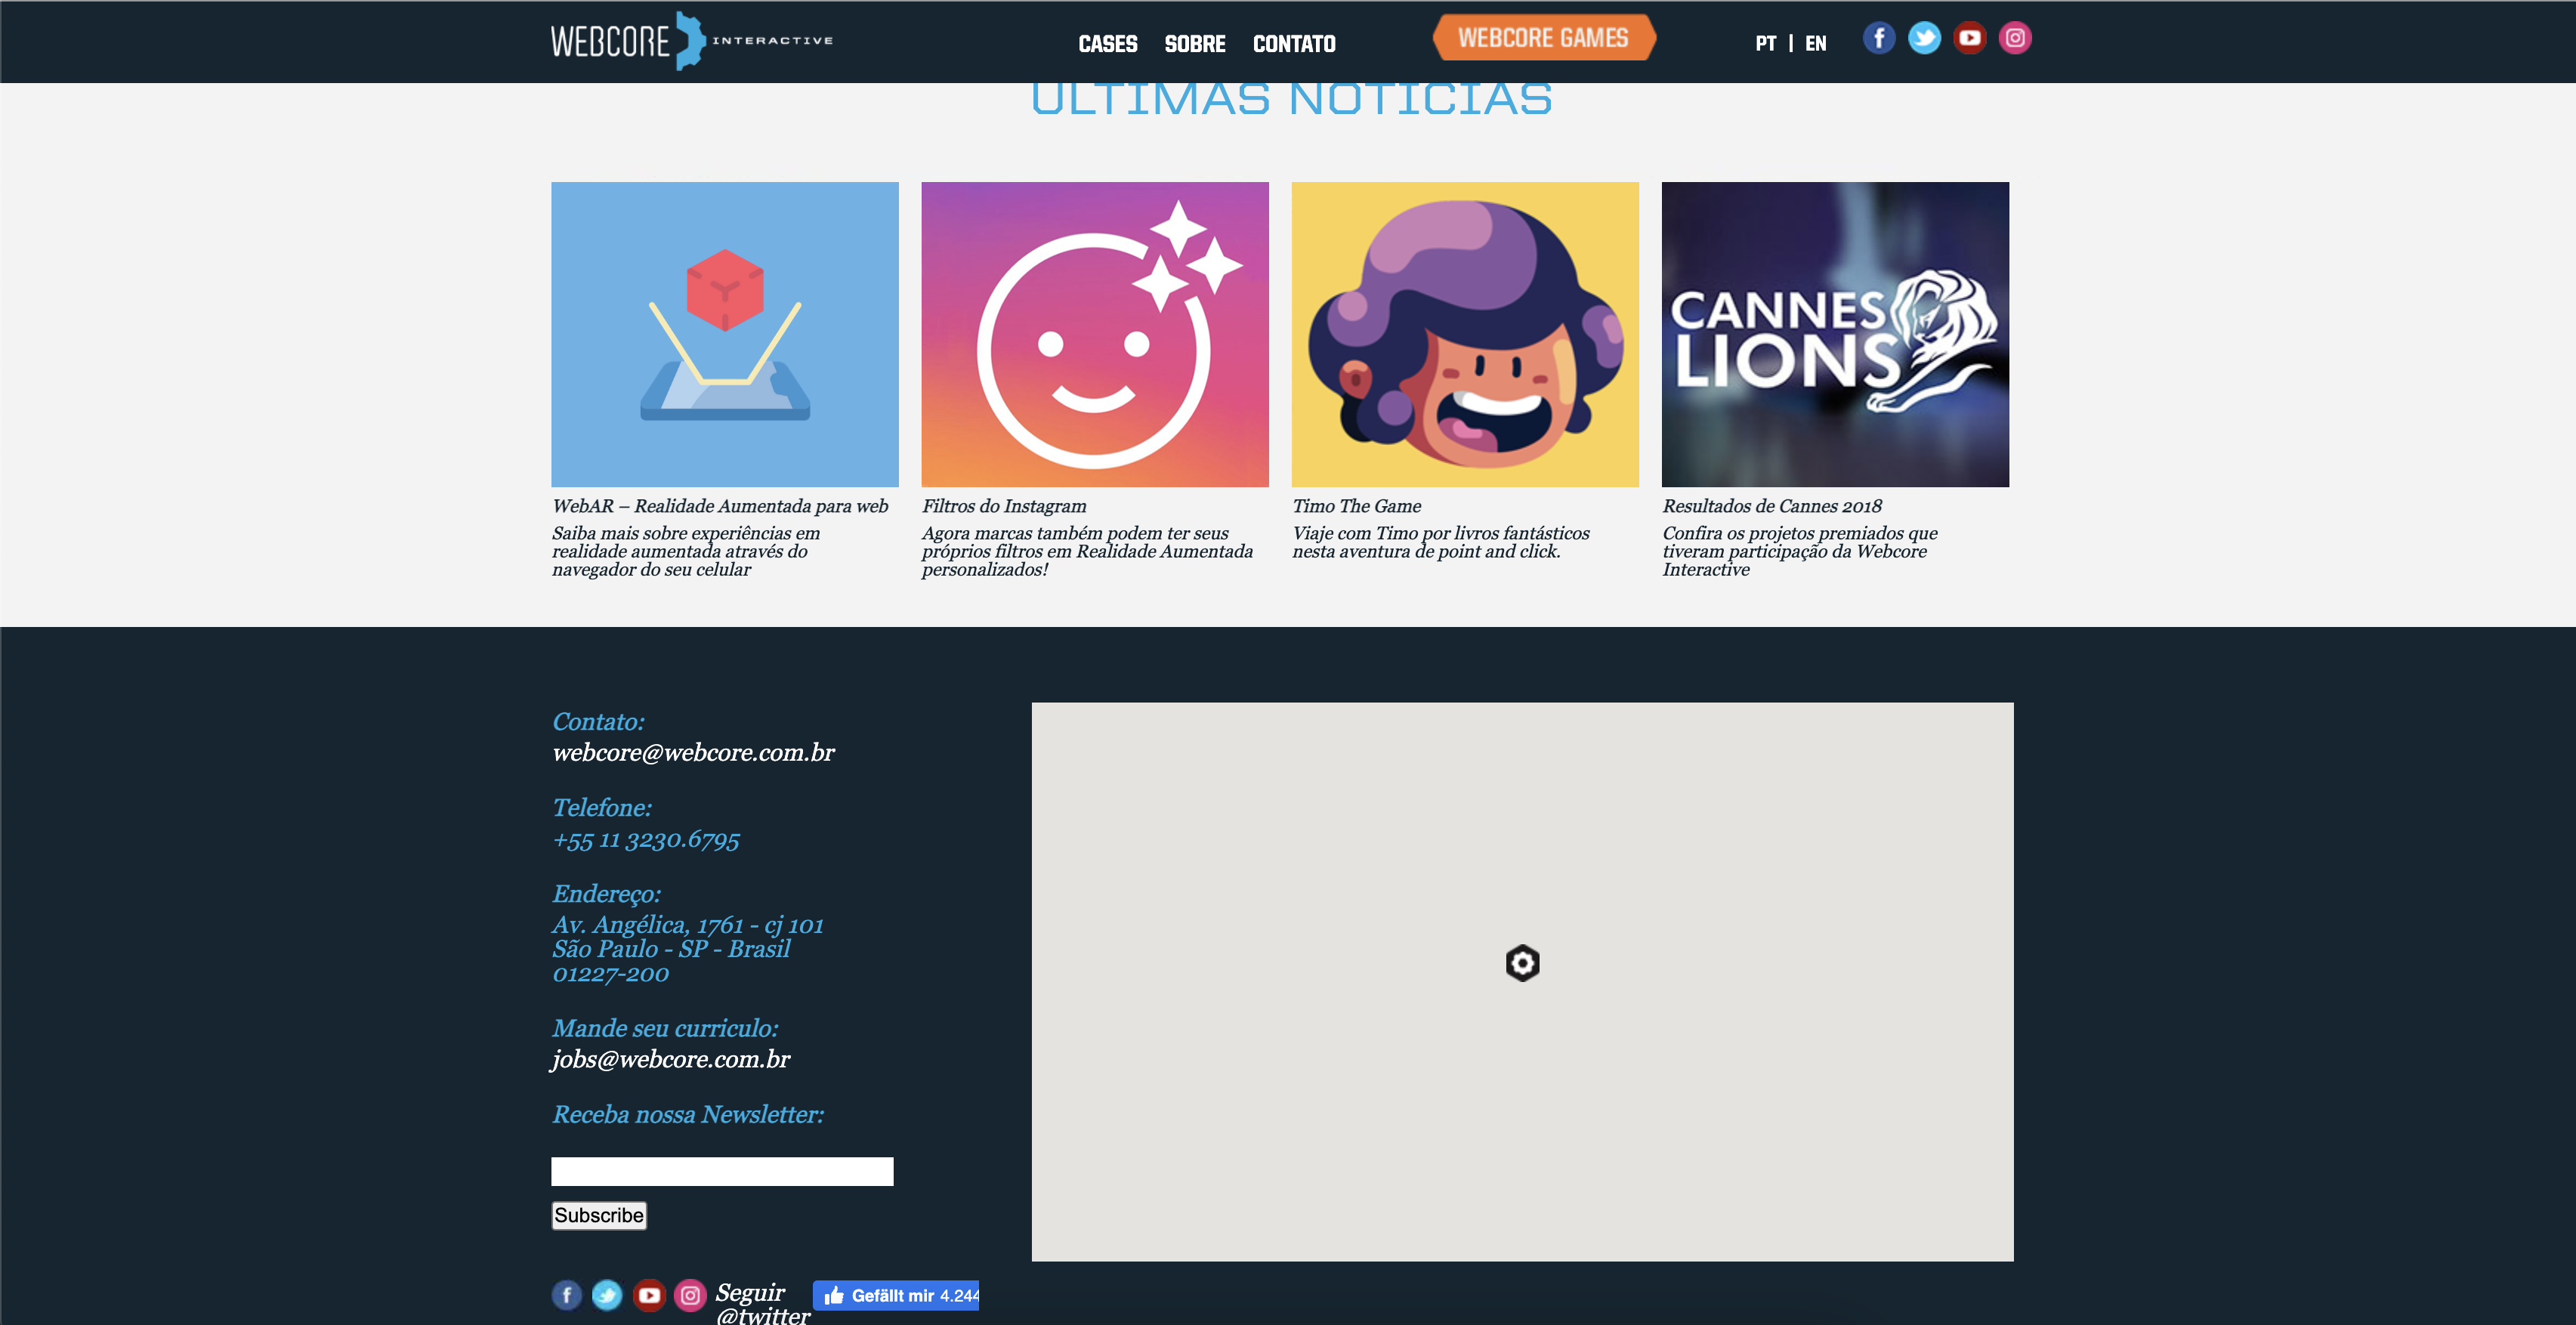 WEBCORE INTERACTIVE
CASES SOBRE CONTATO
WEBCORE GAMES
PT | EN
ÚLTIMAS NOTÍCIAS
CANNES
LIONS
WebAR – Realidade Aumentada para web
Saiba mais sobre experiências em
realidade aumentada através do
navegador do seu celular
Filtros do Instagram
Agora marcas também podem ter seus
próprios filtros em Realidade Aumentada
personalizados!
Timo The Game
Viaje com Timo por livros fantásticos
nesta aventura de point and click.
Resultados de Cannes 2018
Confira os projetos premiados que
tiveram participação da Webcore
Interactive
Contato:
webcore@webcore.com.br
Telefone:
+55 11 3230.6795
Endereço:
Av. Angélica, 1761 - cj 101
São Paulo - SP - Brasil
01227-200
Mande seu curriculo:
jobs@webcore.com.br
Receba nossa Newsletter:
Subscribe
Seguir
@twitter
Gefällt mir 4.244